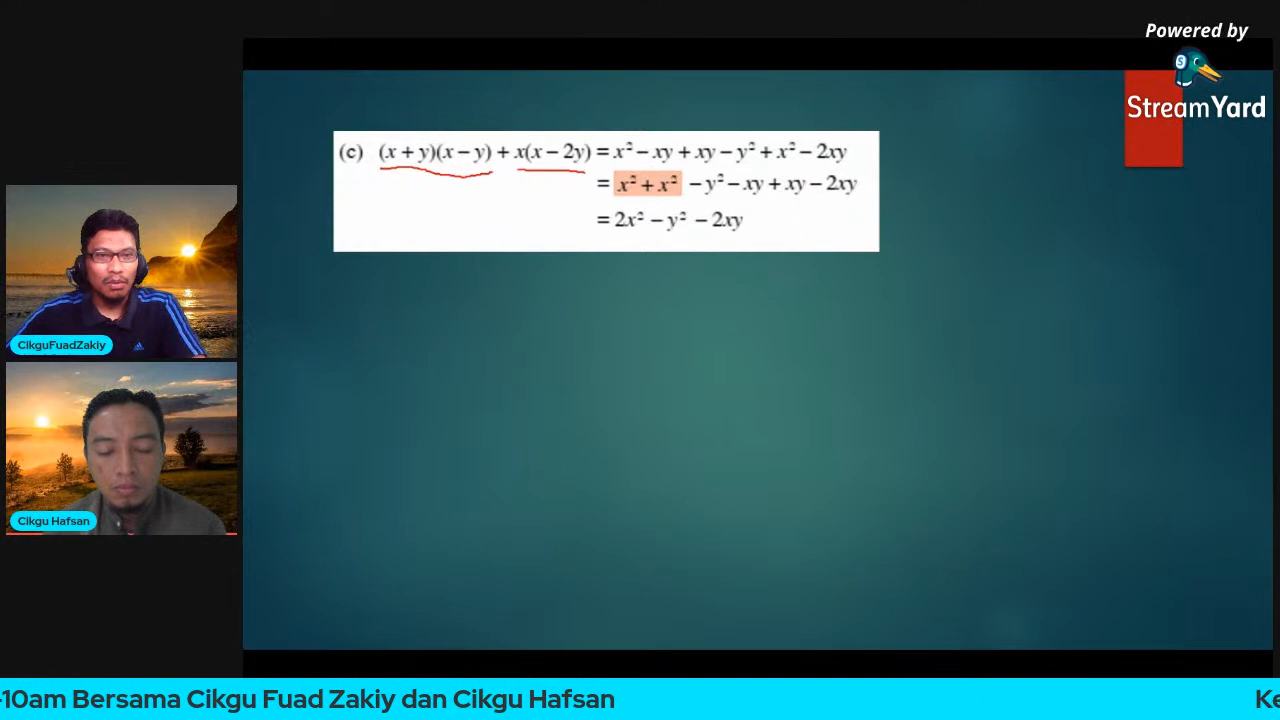 Powered by
StreamYard
(c) (x + y)(x − y) + x(x − 2y) = x² − xy + xy − y² + x² − 2xy
= x² + x² − y² − xy + xy − 2xy
= 2x² − y² − 2xy
CikguFuadZakiy
Cikgu Hafsan
-10am Bersama Cikgu Fuad Zakiy dan Cikgu Hafsan
Ke